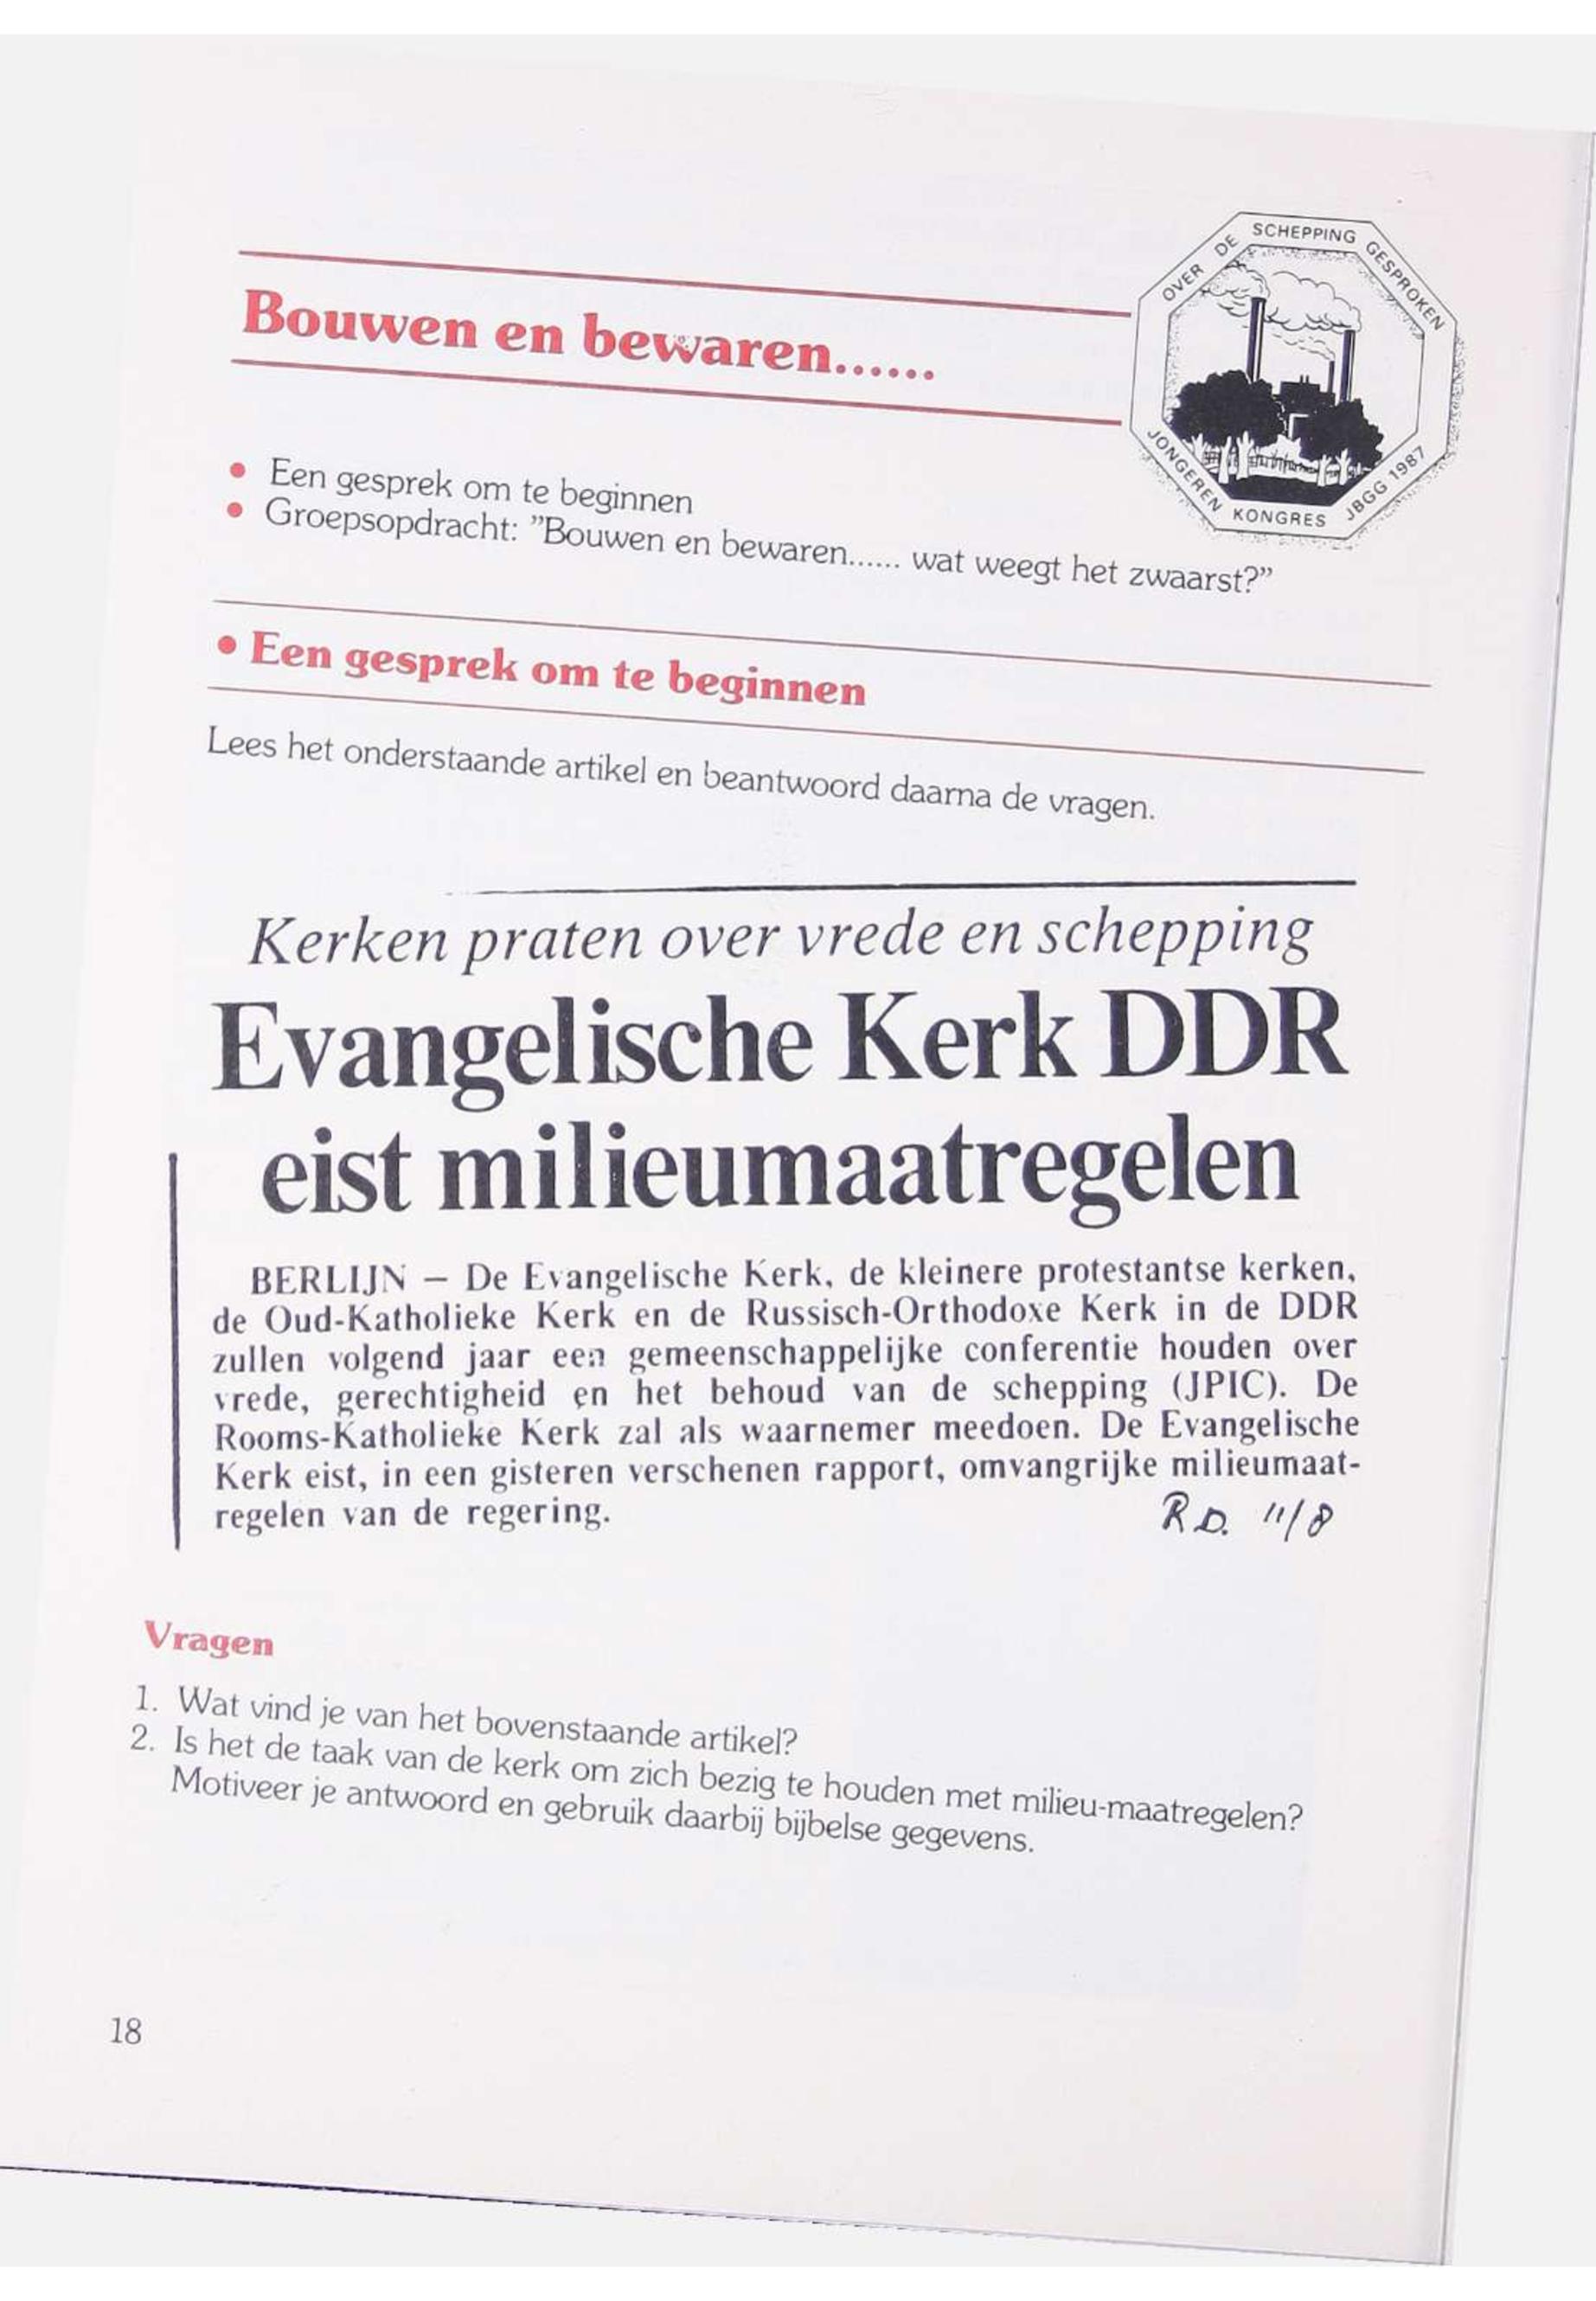 OVER DE SCHEPPING GESPROKEN
JONGEREN KONGRES JBGG 1987
Bouwen en bewaren......
• Een gesprek om te beginnen
• Groepsopdracht: ”Bouwen en bewaren...... wat weegt het zwaarst?”
• Een gesprek om te beginnen
Lees het onderstaande artikel en beantwoord daarna de vragen.
Kerken praten over vrede en schepping
Evangelische Kerk DDR
eist milieumaatregelen
BERLIJN — De Evangelische Kerk, de kleinere protestantse kerken,
de Oud-Katholieke Kerk en de Russisch-Orthodoxe Kerk in de DDR
zullen volgend jaar een gemeenschappelijke conferentie houden over
vrede, gerechtigheid en het behoud van de schepping (JPIC). De
Rooms-Katholieke Kerk zal als waarnemer meedoen. De Evangelische
Kerk eist, in een gisteren verschenen rapport, omvangrijke milieumaat-
regelen van de regering.
R.D. 11/8
Vragen
1. Wat vind je van het bovenstaande artikel?
2. Is het de taak van de kerk om zich bezig te houden met milieu-maatregelen?
Motiveer je antwoord en gebruik daarbij bijbelse gegevens.
18